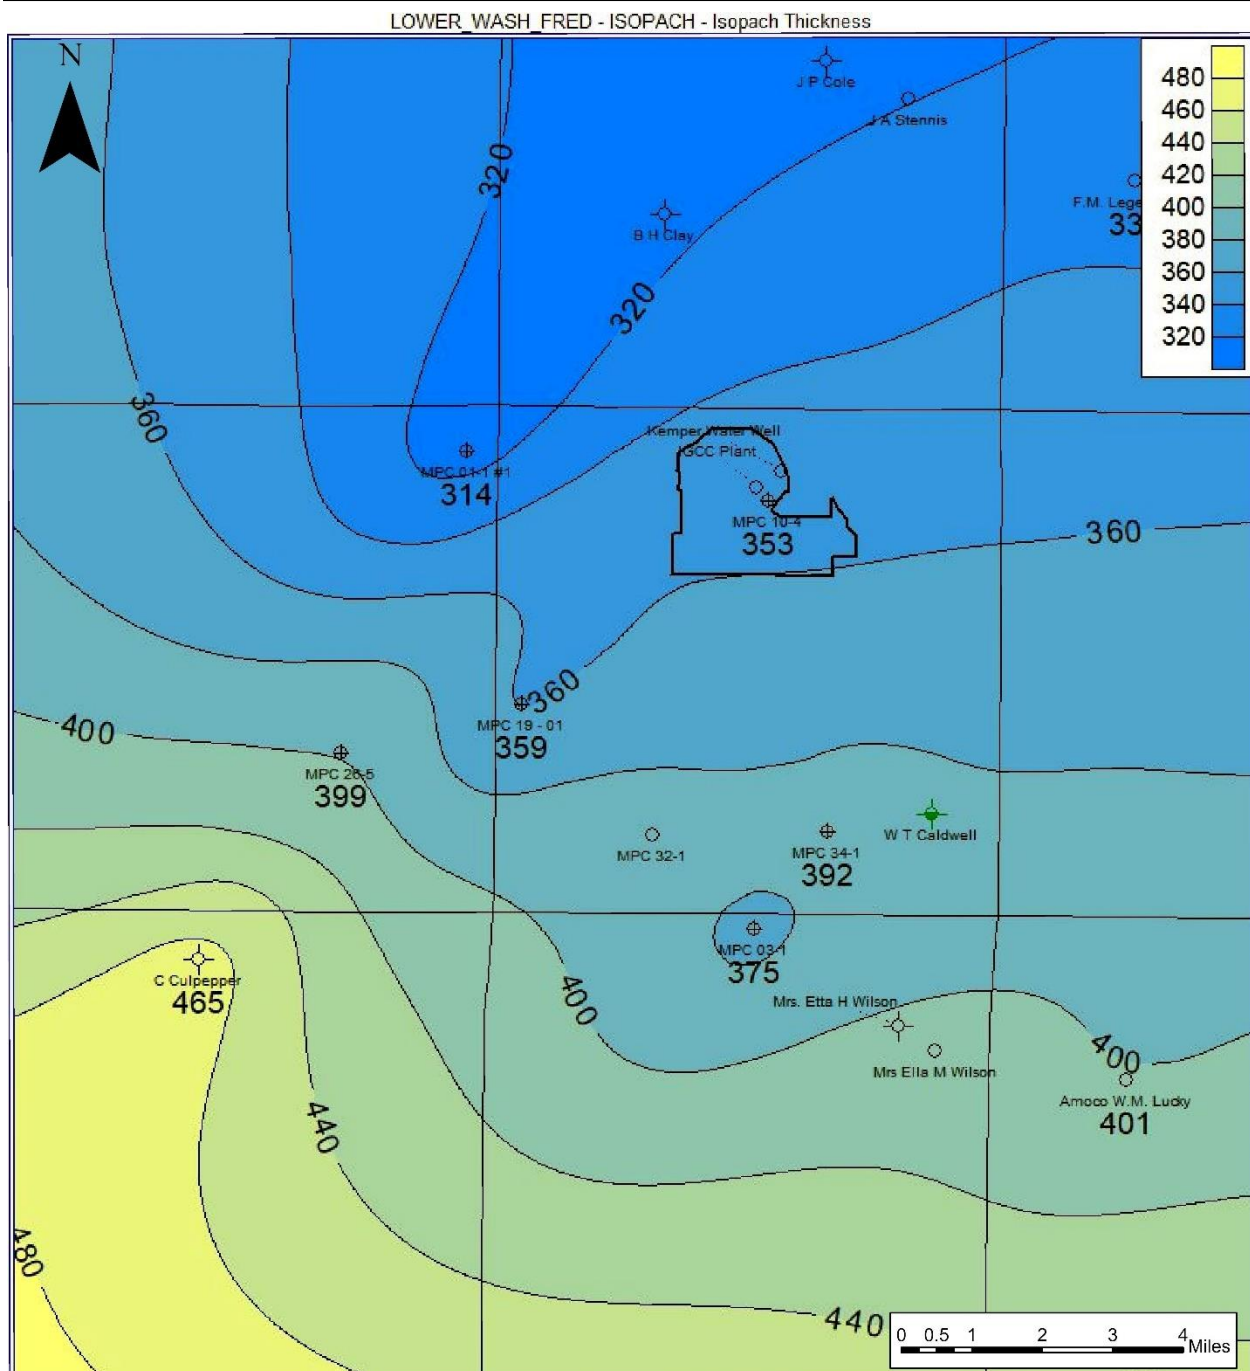 LOWER_WASH_FRED - ISOPACH - Isopach Thickness
N
J P Cole
J A Stennis
480
460
440
420
400
380
360
340
320
320
F.M. Lege
33
B H Clay
320
360
Kemper Water Well
IGCC Plant
MPC 01-1 #1
314
MPC 10-4
353
360
360
MPC 19 - 01
359
400
MPC 26-5
399
W T Caldwell
MPC 32-1
MPC 34-1
392
MPC 03-1
375
C Culpepper
465
400
Mrs. Etta H Wilson
Mrs Ella M Wilson
400
Amoco W.M. Lucky
401
440
480
440
0 0.5 1 2 3 4
Miles